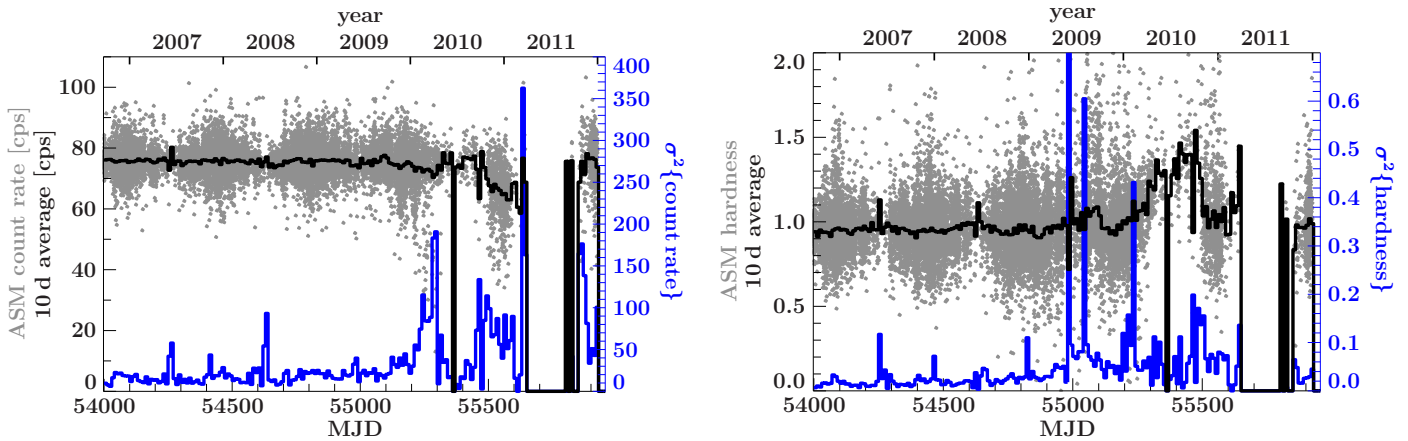 year
2007 2008 2009 2010 2011
ASM count rate [cps]
10 d average [cps]
100
80
60
40
20
0
400
350
300
250
200
150
100
50
0
σ²{count rate}
54000 54500 55000 55500
MJD
year
2007 2008 2009 2010 2011
ASM hardness
10 d average
2.0
1.5
1.0
0.5
0.0
0.6
0.5
0.4
0.3
0.2
0.1
0.0
σ²{hardness}
54000 54500 55000 55500
MJD